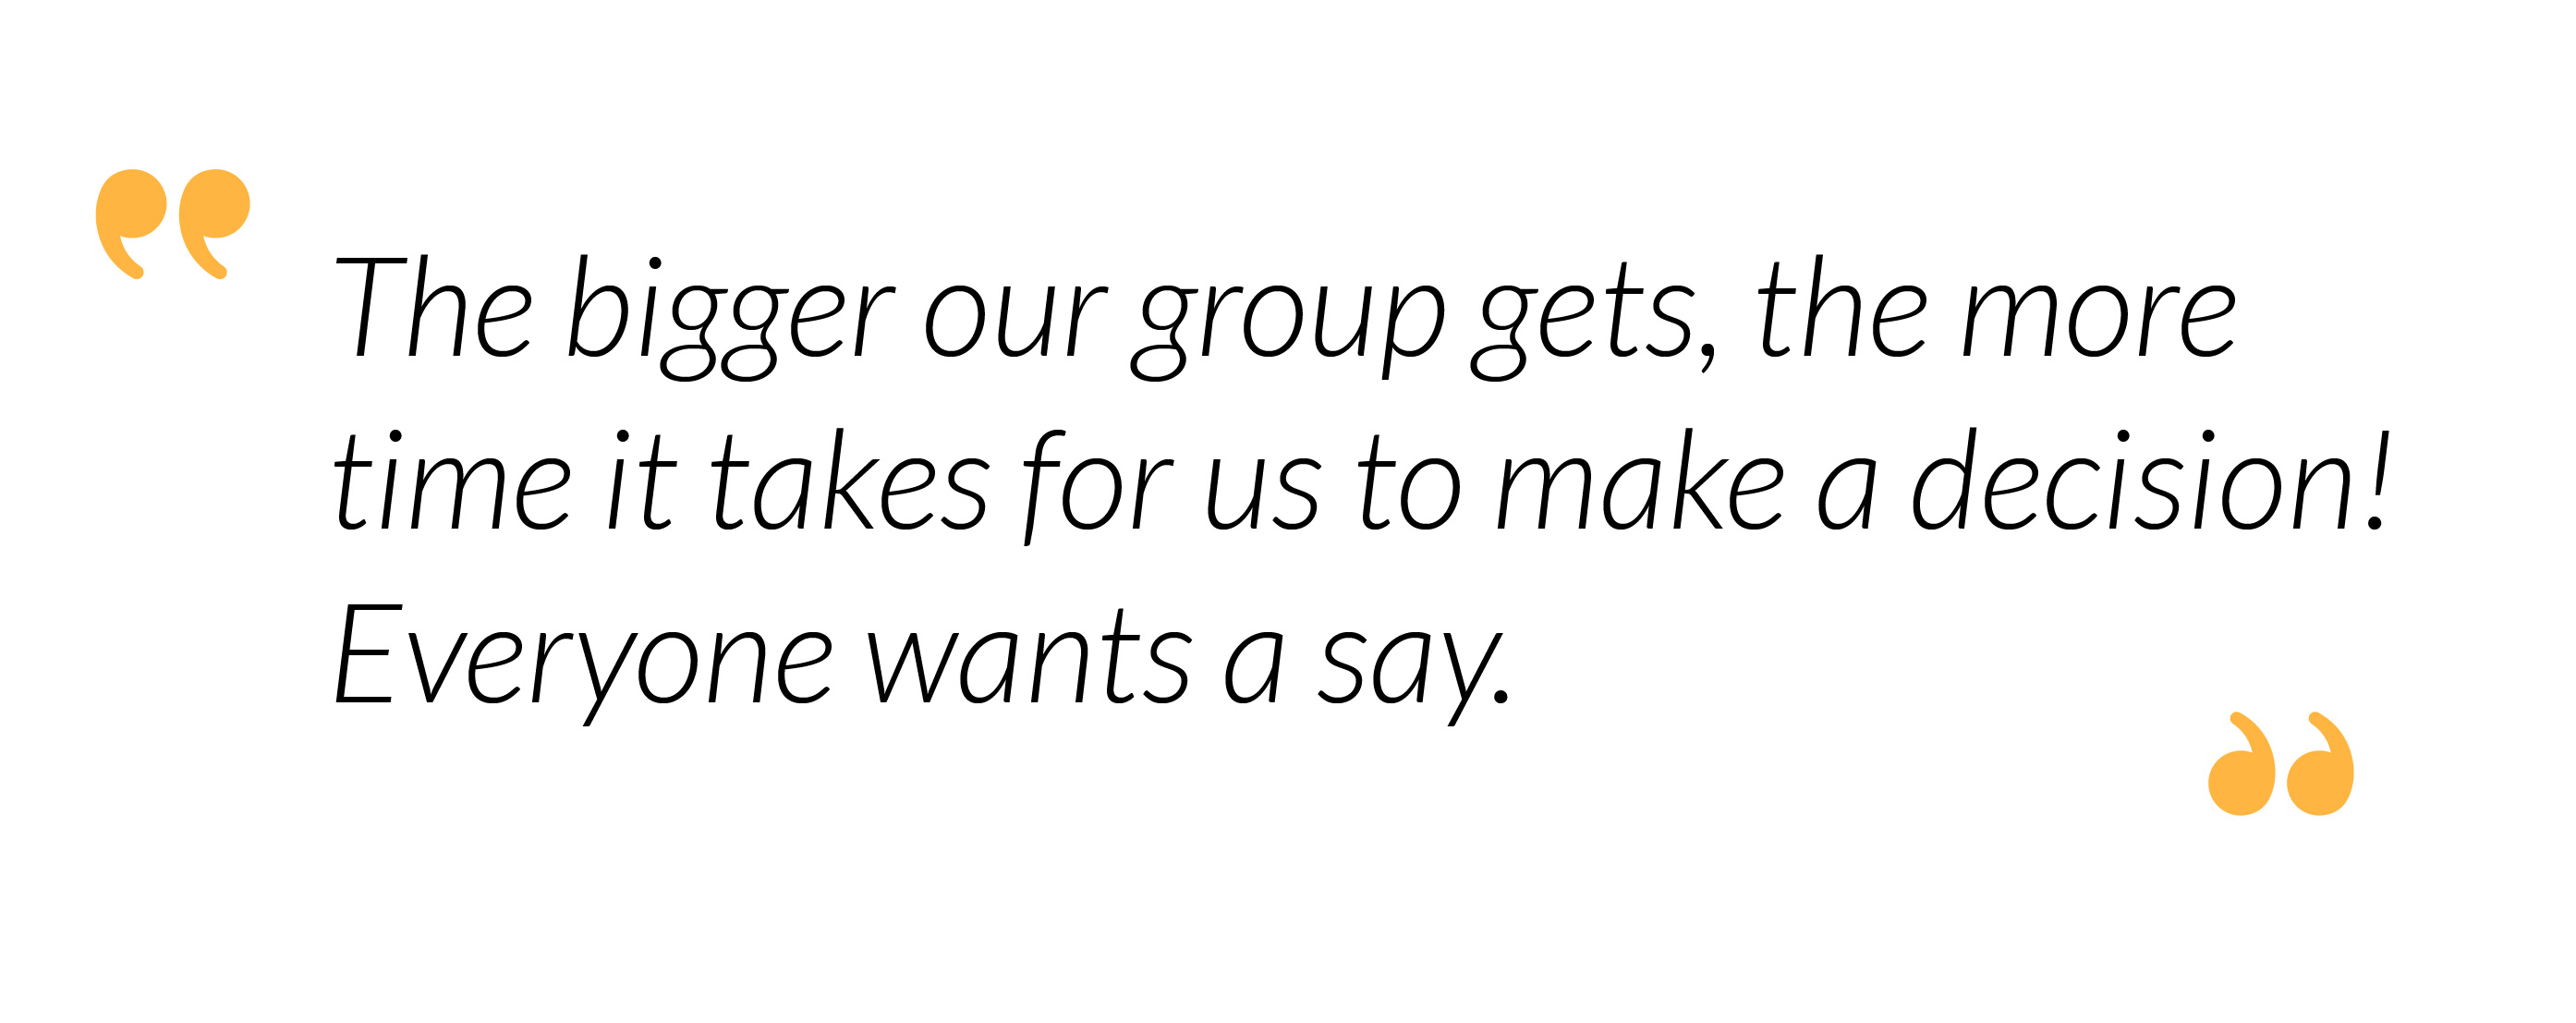 The bigger our group gets, the more
time it takes for us to make a decision!
Everyone wants a say.